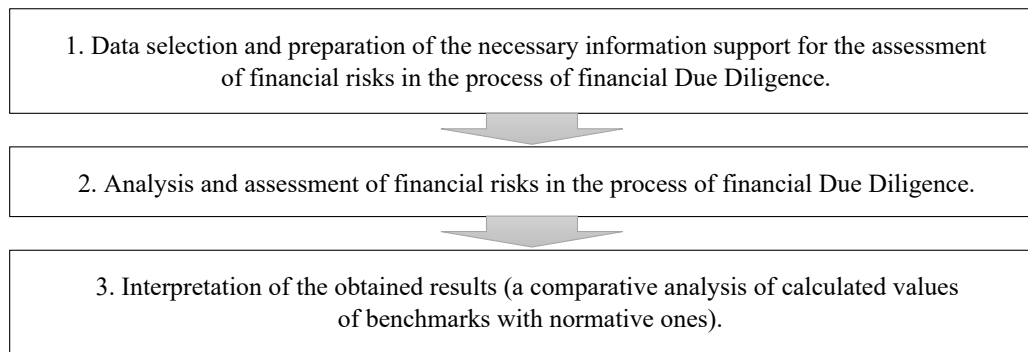 1. Data selection and preparation of the necessary information support for the assessment
of financial risks in the process of financial Due Diligence.
2. Analysis and assessment of financial risks in the process of financial Due Diligence.
3. Interpretation of the obtained results (a comparative analysis of calculated values
of benchmarks with normative ones).